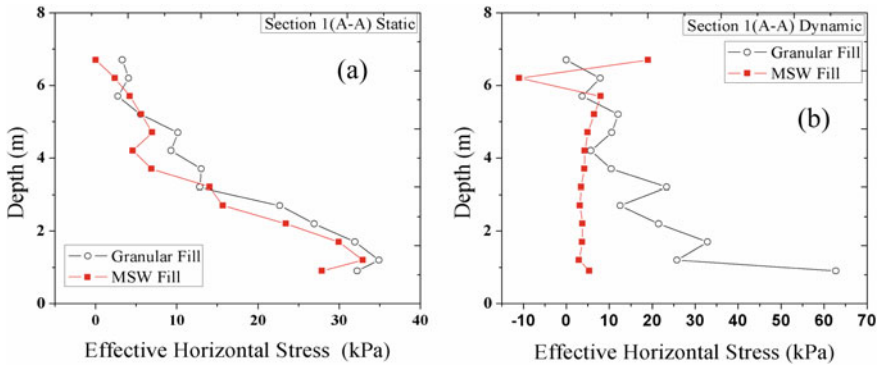 Section 1(A-A) Static
(a)
8
6
4
2
0
Depth (m)
Granular Fill
MSW Fill
0 10 20 30 40
Effective Horizontal Stress (kPa)
Section 1(A-A) Dynamic
Granular Fill
MSW Fill
(b)
8
6
4
2
0
Depth (m)
-10 0 10 20 30 40 50 60 70
Effective Horizontal Stress (kPa)